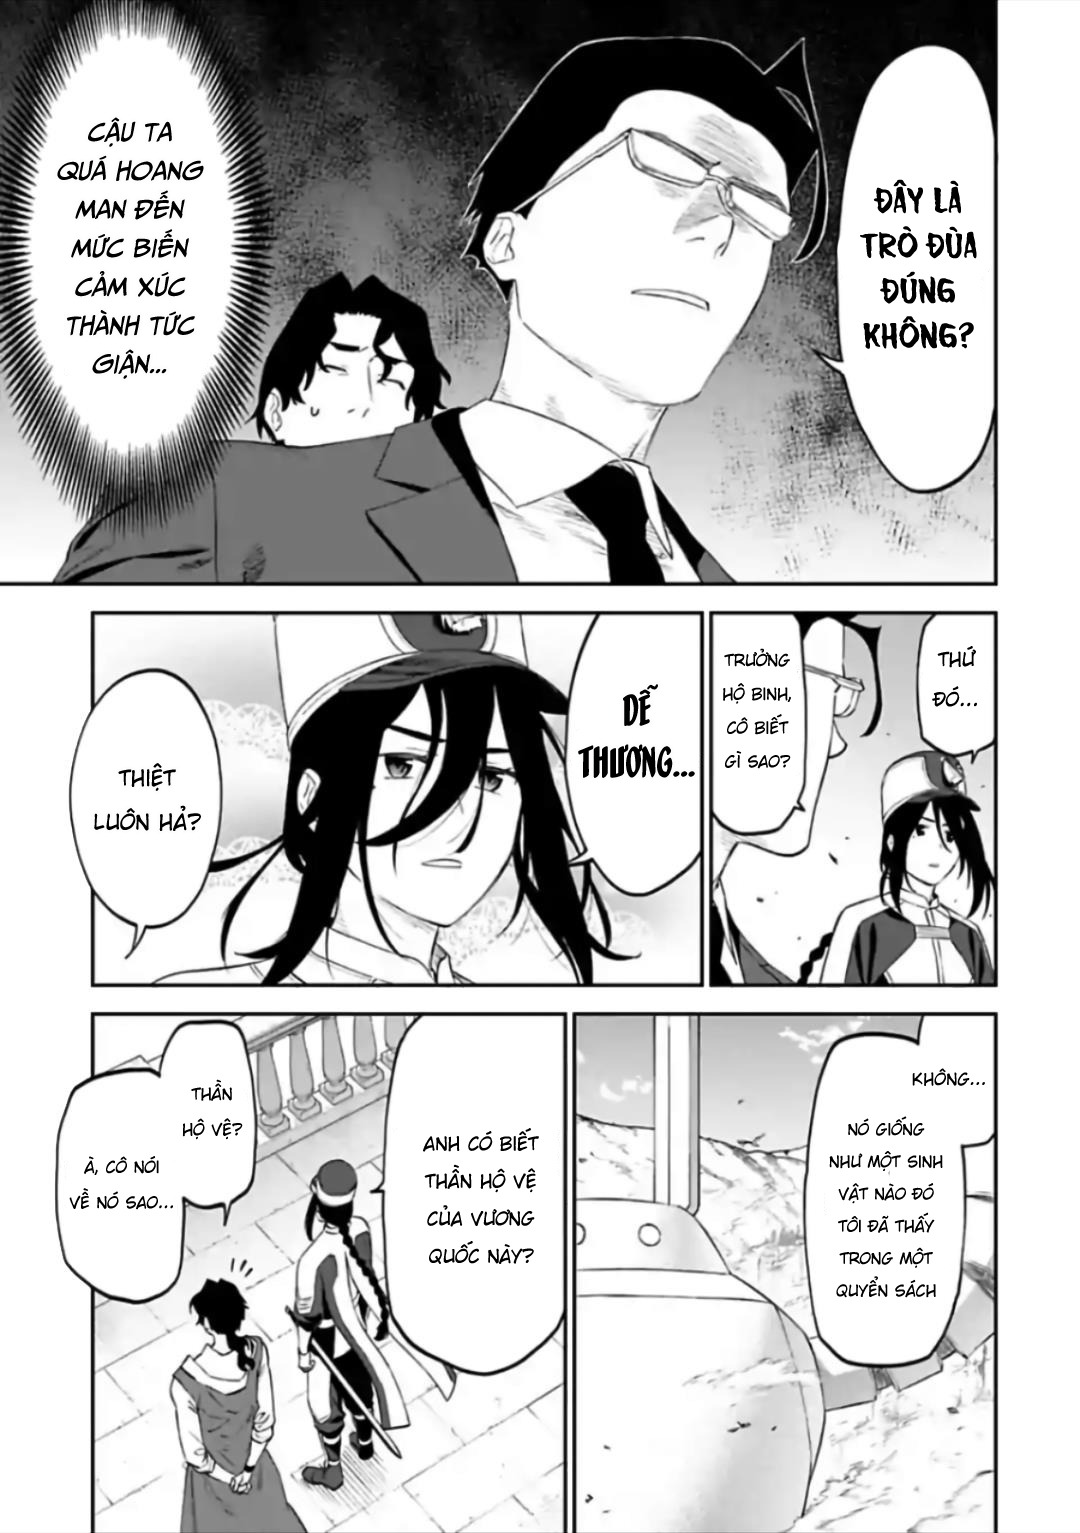 ĐÂY LÀ
TRÒ ĐÙA
ĐÚNG
KHÔNG?
CẬU TA
QUÁ HOANG
MAN ĐẾN
MỨC BIẾN
CẢM XÚC
THÀNH TỨC
GIẬN...
THỨ
ĐÓ...
TRƯỞNG
HỘ BINH,
CÔ BIẾT
GÌ SAO?
DỄ
THƯƠNG...
THIỆT
LUÔN HẢ?
KHÔNG...
NÓ GIỐNG
NHƯ MỘT SINH
VẬT NÀO ĐÓ
TÔI ĐÃ THẤY
TRONG MỘT
QUYỂN SÁCH
ANH CÓ BIẾT
THẦN HỘ VỆ
CỦA VƯƠNG
QUỐC NÀY?
THẦN
HỘ VỆ?
À, CÔ NÓI
VỀ NÓ SAO...